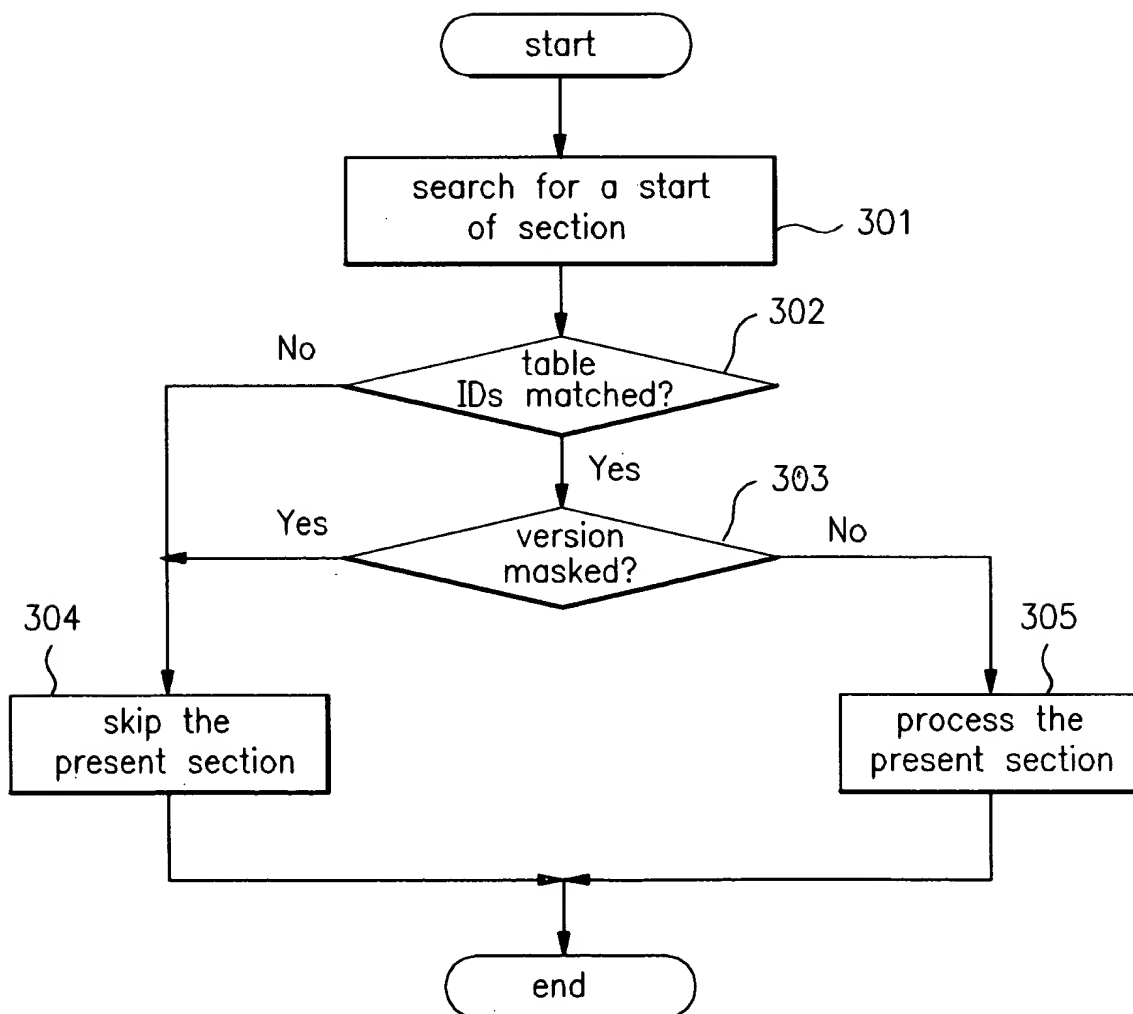 start
search for a start
of section
301
302
No
table
IDs matched?
Yes
303
Yes
version
masked?
No
304
305
skip the
present section
process the
present section
end